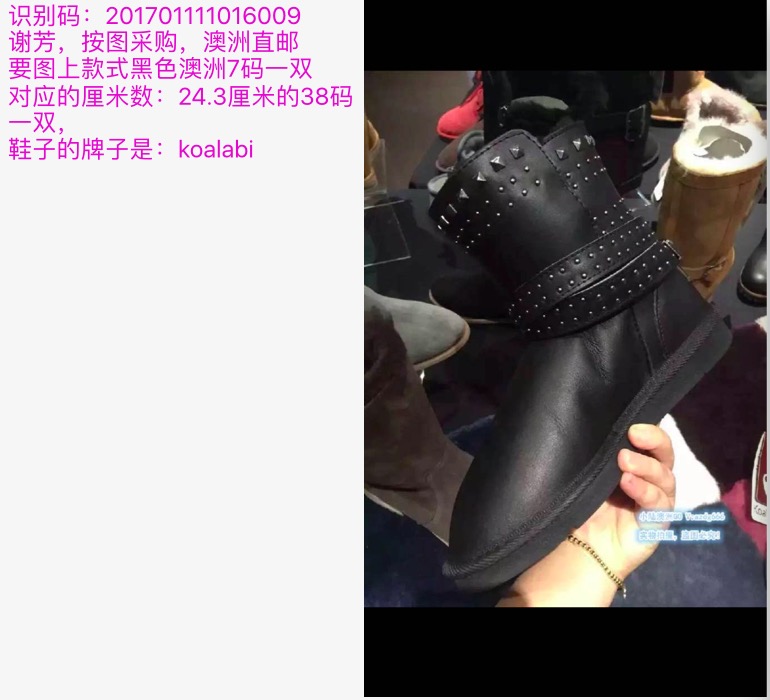 识别码：201701111016009
谢芳，按图采购，澳洲直邮
要图上款式黑色澳洲7码一双
对应的厘米数：24.3厘米的38码
一双，
鞋子的牌子是：koalabi